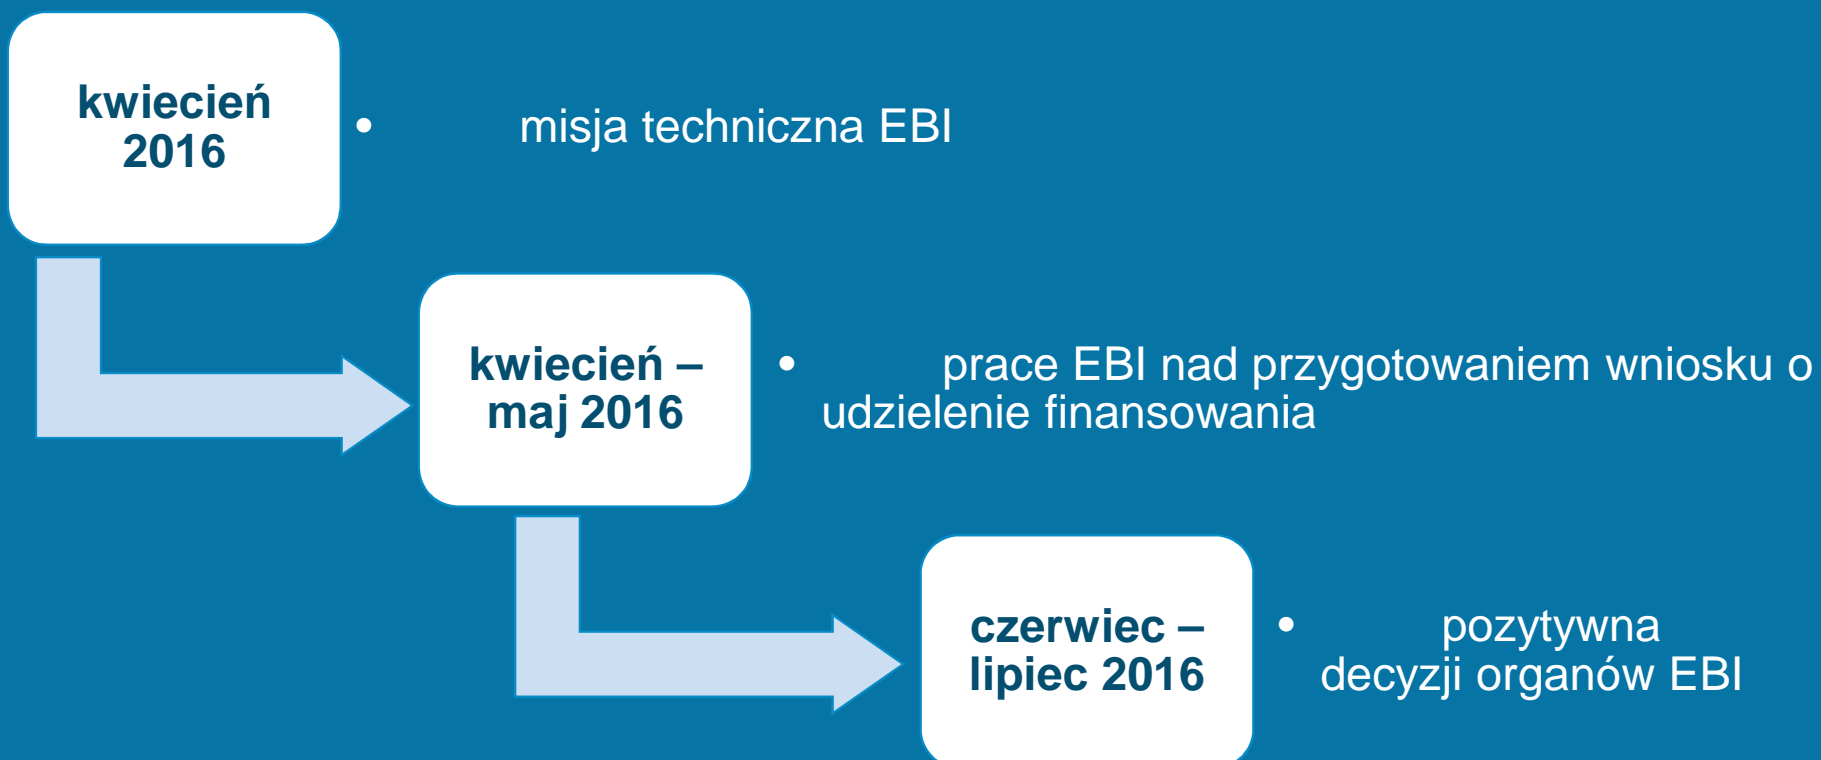 kwiecień
2016
• misja techniczna EBI
kwiecień –
maj 2016
• prace EBI nad przygotowaniem wniosku o
udzielenie finansowania
czerwiec –
lipiec 2016
• pozytywna
decyzji organów EBI